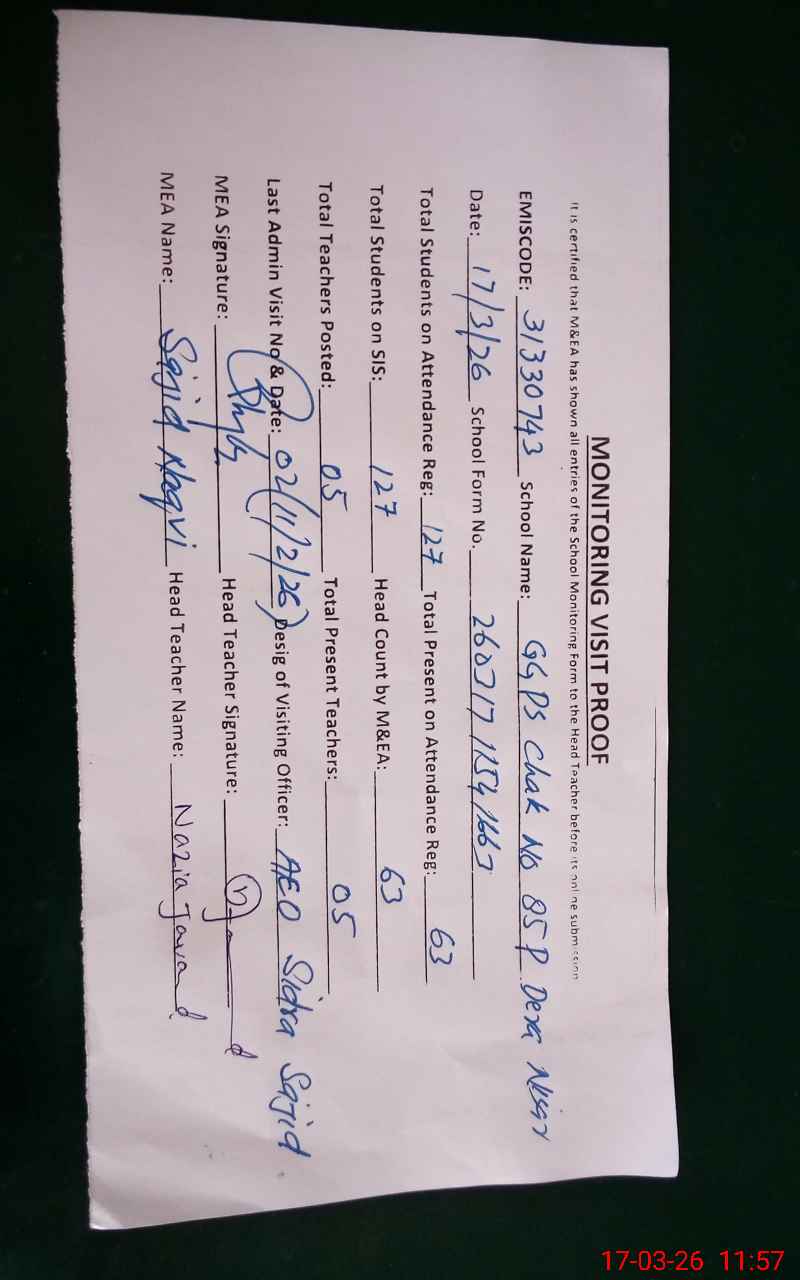 MONITORING VISIT PROOF
It is certified that M&EA has shown all entries of the School Monitoring Form to the Head Teacher before its online submission
EMISCODE: 31330743 School Name: GGPS Chak No 85 P Dera Nisar
Date: 17/3/26 School Form No. 260317
Total Students on Attendance Reg: 127 Total Present on Attendance Reg: 63
Total Students on SIS: 127 Head Count by M&EA: 63
Total Teachers Posted: 05 Total Present Teachers: 05
Last Admin Visit No & Date: 02(11/2/26) Desig of Visiting Officer: AEO Sidra Sajid
MEA Signature: Head Teacher Signature:
MEA Name: Sajid Naqvi Head Teacher Name: Nazia Javad
17-03-26 11:57